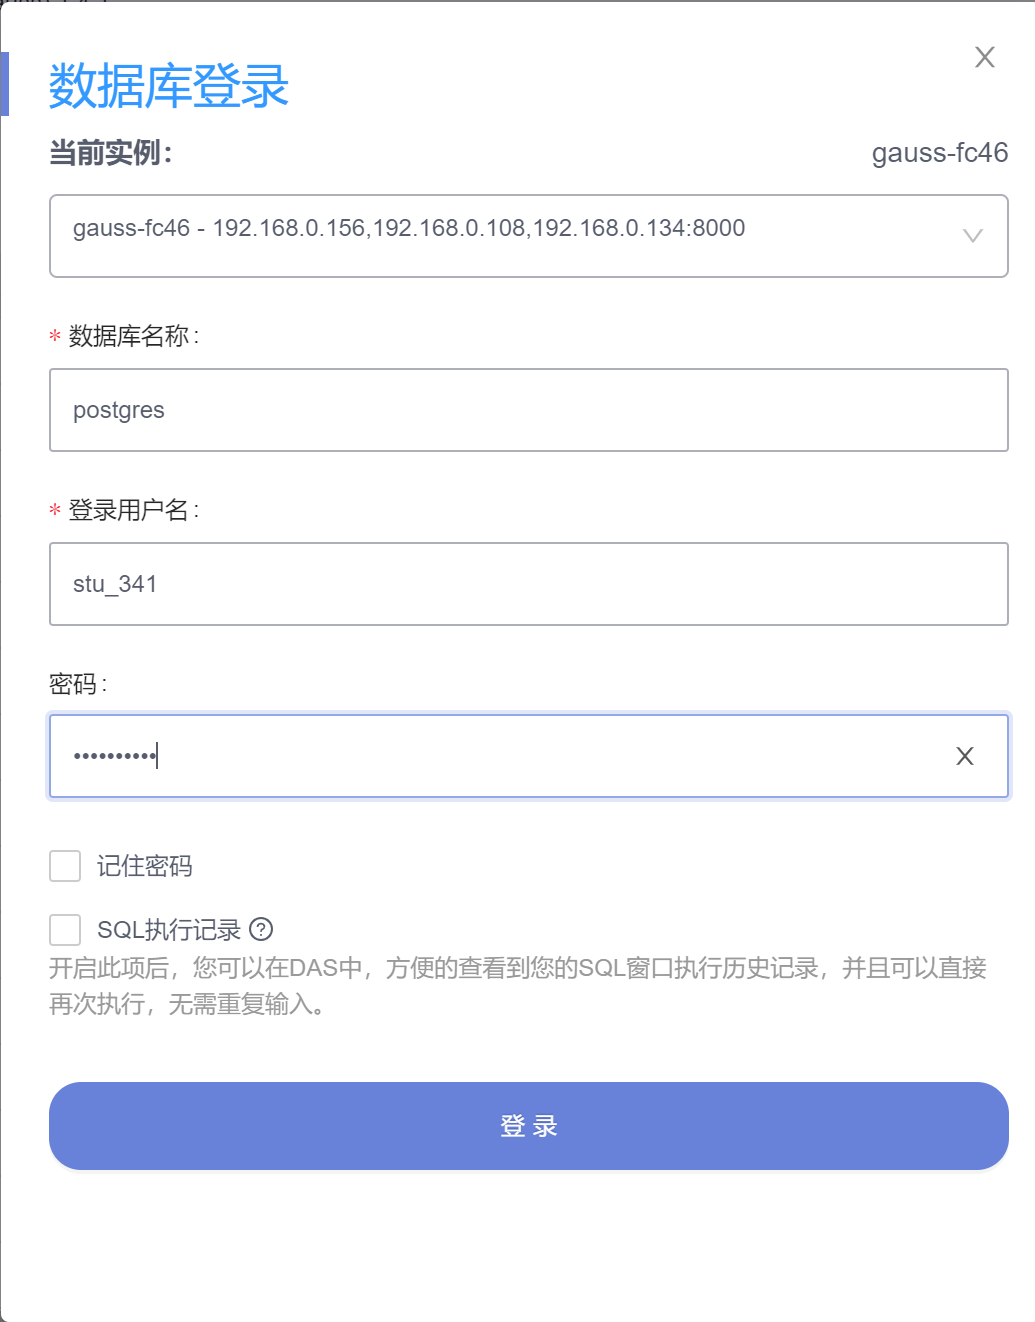 数据库登录
当前实例： gauss-fc46
gauss-fc46 - 192.168.0.156,192.168.0.108,192.168.0.134:8000
* 数据库名称 :
postgres
* 登录用户名 :
stu_341
密码 :
••••••••••
记住密码
SQL执行记录 ?
开启此项后，您可以在DAS中，方便的查看到您的SQL窗口执行历史记录，并且可以直接
再次执行，无需重复输入。
登 录